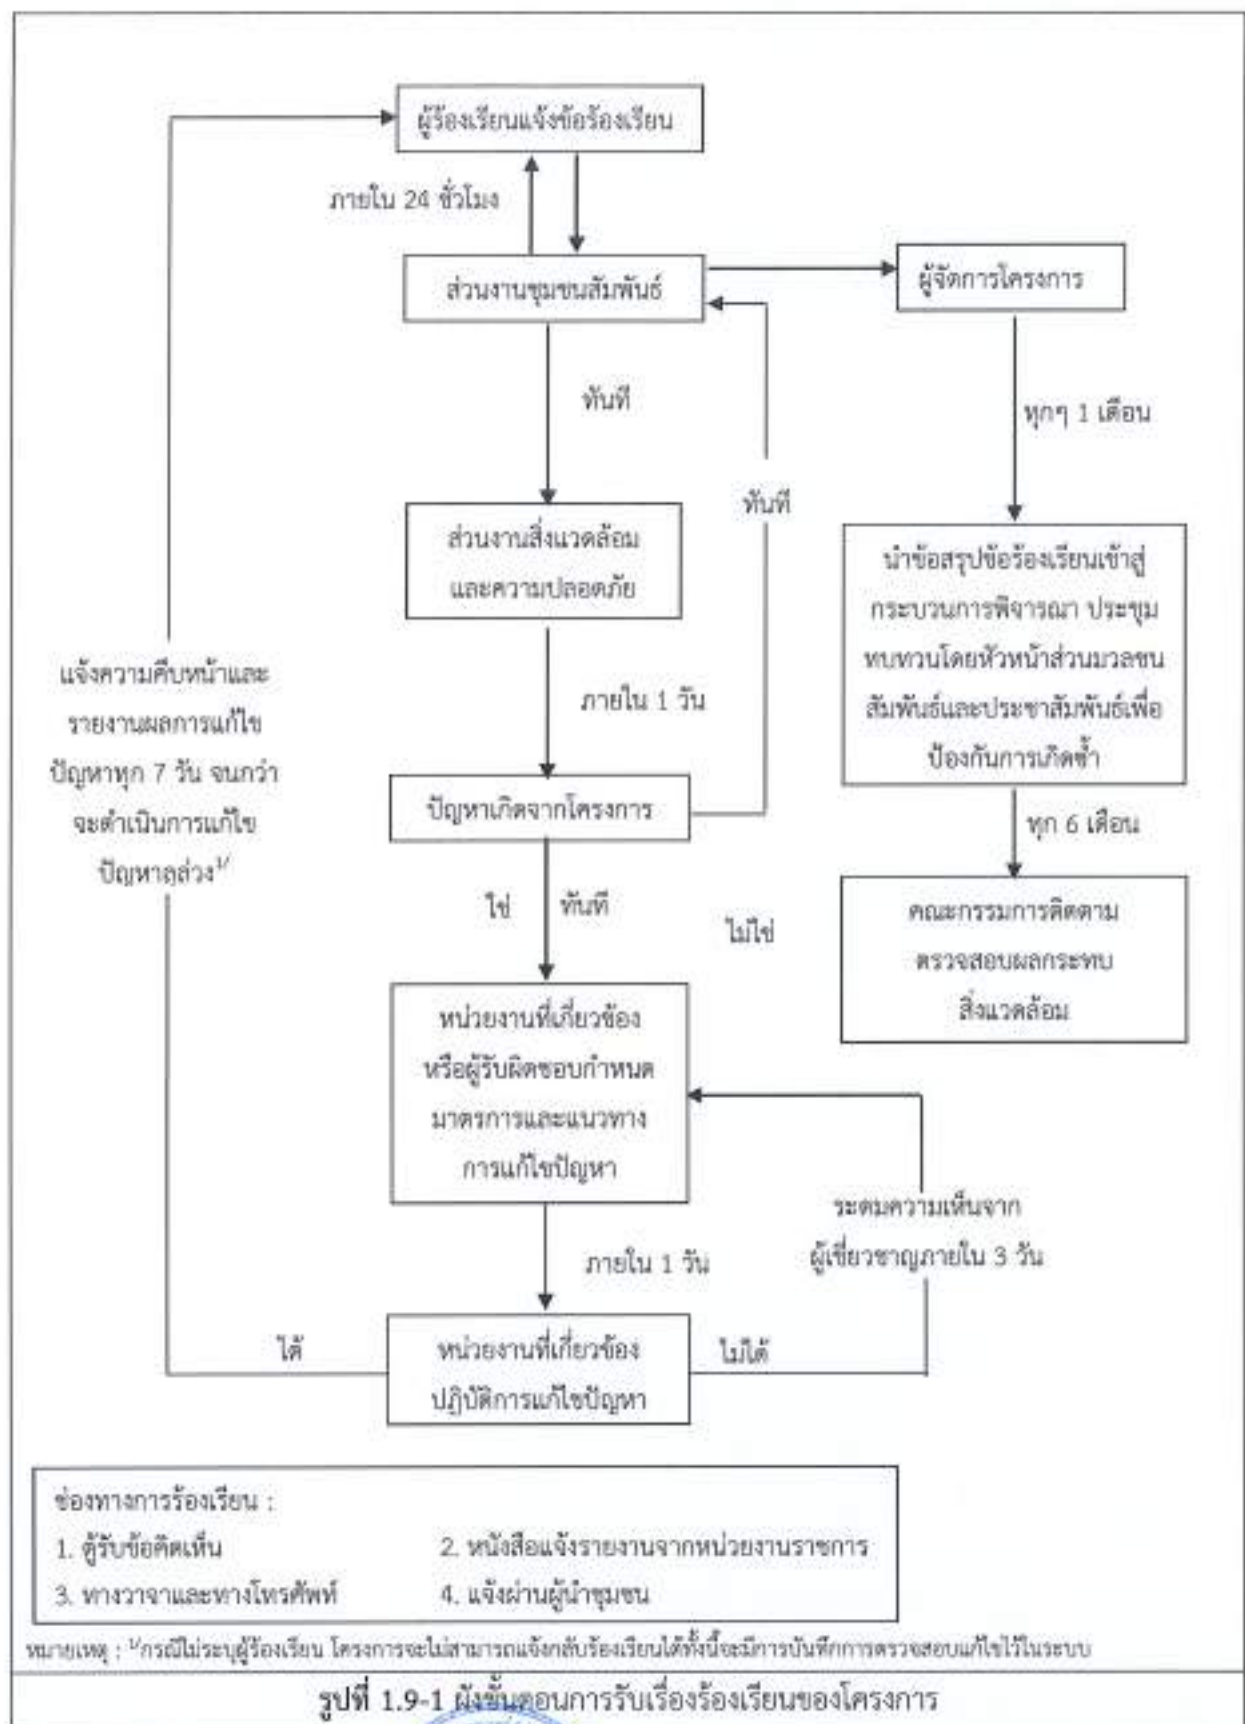 ผู้ร้องเรียนแจ้งข้อร้องเรียน
ภายใน 24 ชั่วโมง
ส่วนงานชุมชนสัมพันธ์
ผู้จัดการโครงการ
ทันที
ทุกๆ 1 เดือน
ทันที
ส่วนงานสิ่งแวดล้อม
และความปลอดภัย
นำข้อสรุปข้อร้องเรียนเข้าสู่
กระบวนการพิจารณา ประชุม
ทบทวนโดยหัวหน้าส่วนมวลชน
สัมพันธ์และประชาสัมพันธ์เพื่อ
ป้องกันการเกิดซ้ำ
แจ้งความคืบหน้าและ
รายงานผลการแก้ไข
ปัญหาทุก 7 วัน จนกว่า
จะดำเนินการแก้ไข
ปัญหาลุล่วง1/
ภายใน 1 วัน
ปัญหาเกิดจากโครงการ
ทุก 6 เดือน
ใช่
ทันที
ไม่ใช่
คณะกรรมการติดตาม
ตรวจสอบผลกระทบ
สิ่งแวดล้อม
หน่วยงานที่เกี่ยวข้อง
หรือผู้รับผิดชอบกำหนด
มาตรการและแนวทาง
การแก้ไขปัญหา
ระดมความเห็นจาก
ผู้เชี่ยวชาญภายใน 3 วัน
ภายใน 1 วัน
ได้
หน่วยงานที่เกี่ยวข้อง
ปฏิบัติการแก้ไขปัญหา
ไม่ได้
ช่องทางการร้องเรียน :
1. ตู้รับข้อคิดเห็น 2. หนังสือแจ้งรายงานจากหน่วยงานราชการ
3. ทางวาจาและทางโทรศัพท์ 4. แจ้งผ่านผู้นำชุมชน
หมายเหตุ : 1/กรณีไม่ระบุผู้ร้องเรียน โครงการจะไม่สามารถแจ้งกลับร้องเรียนได้ทั้งนี้จะมีการบันทึกการตรวจสอบแก้ไขไว้ในระบบ
รูปที่ 1.9-1 ผังขั้นตอนการรับเรื่องร้องเรียนของโครงการ